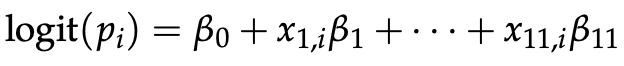 logit(pᵢ) = β₀ + x₁,ᵢβ₁ + ··· + x₁₁,ᵢβ₁₁